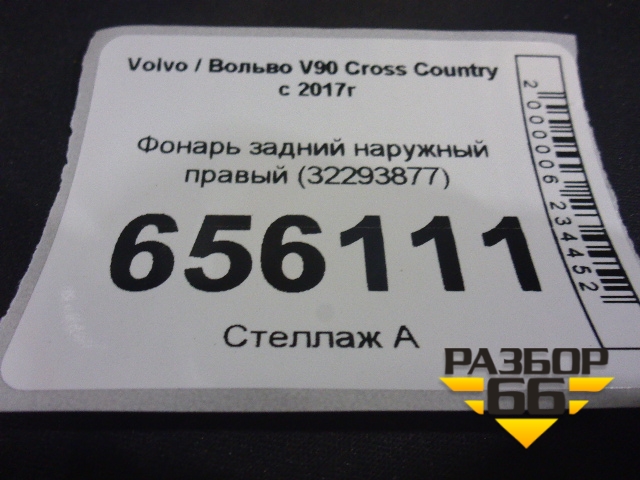 Volvo / Вольво V90 Cross Country
с 2017г
Фонарь задний наружный
правый (32293877)
656111
Стеллаж А
2000006234452
РАЗБОР
66